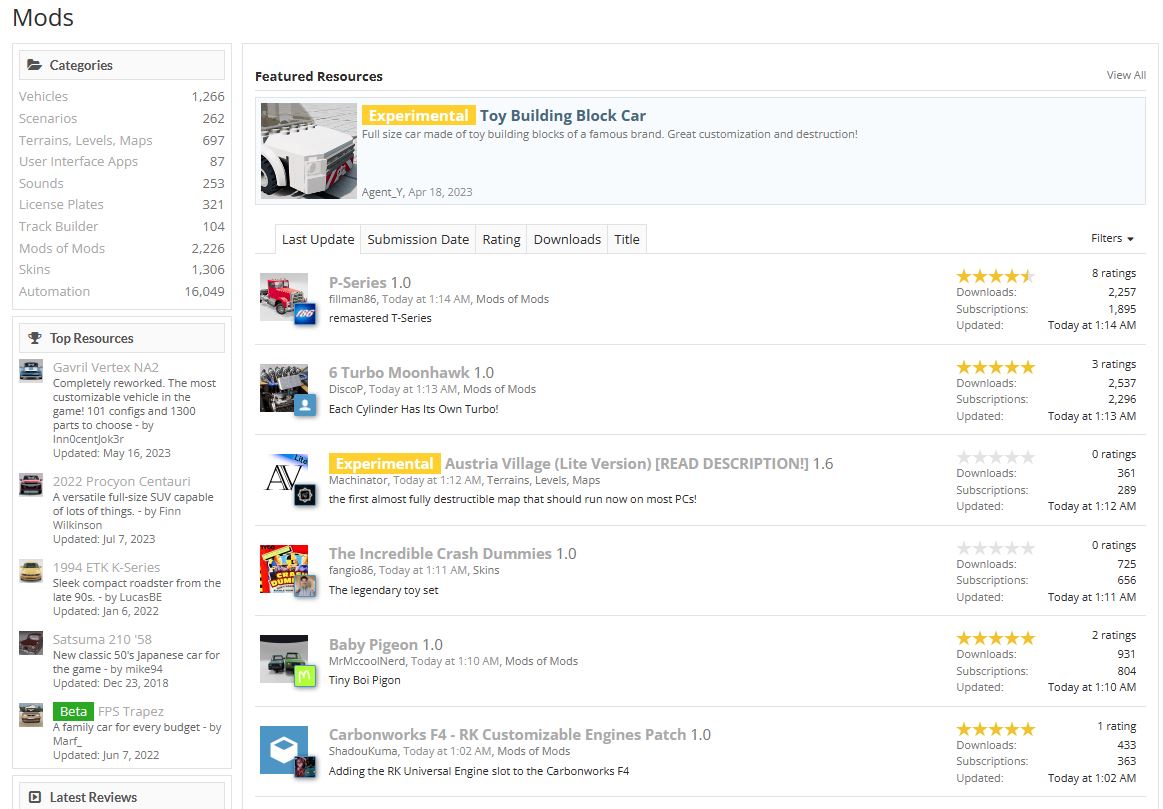 Mods
Categories
Vehicles 1,266
Scenarios 262
Terrains, Levels, Maps 697
User Interface Apps 87
Sounds 253
License Plates 321
Track Builder 104
Mods of Mods 2,226
Skins 1,306
Automation 16,049
Top Resources
Gavril Vertex NA2
Completely reworked. The most
customizable vehicle in the
game! 101 configs and 1300
parts to choose - by
Inn0centJok3r
Updated: May 16, 2023
2022 Procyon Centauri
A versatile full-size SUV capable
of lots of things. - by Finn
Wilkinson
Updated: Jul 7, 2023
1994 ETK K-Series
Sleek compact roadster from the
late 90s. - by LucasBE
Updated: Jan 6, 2022
Satsuma 210 '58
New classic 50's Japanese car for
the game - by mike94
Updated: Dec 23, 2018
Beta FPS Trapez
A family car for every budget - by
Marf_
Updated: Jun 7, 2022
Latest Reviews
Featured Resources View All
Experimental Toy Building Block Car
Full size car made of toy building blocks of a famous brand. Great customization and destruction!
Agent_Y, Apr 18, 2023
Last Update Submission Date Rating Downloads Title Filters
P-Series 1.0
fillman86, Today at 1:14 AM, Mods of Mods
remastered T-Series
186
8 ratings
Downloads: 2,257
Subscriptions: 1,895
Updated: Today at 1:14 AM
6 Turbo Moonhawk 1.0
DiscoP, Today at 1:13 AM, Mods of Mods
Each Cylinder Has Its Own Turbo!
3 ratings
Downloads: 2,537
Subscriptions: 2,296
Updated: Today at 1:13 AM
Lite
AV
Experimental Austria Village (Lite Version) [READ DESCRIPTION!] 1.6
Machinator, Today at 1:12 AM, Terrains, Levels, Maps
the first almost fully destructible map that should run now on most PCs!
0 ratings
Downloads: 361
Subscriptions: 289
Updated: Today at 1:12 AM
The Incredible Crash Dummies 1.0
fangio86, Today at 1:11 AM, Skins
The legendary toy set
0 ratings
Downloads: 725
Subscriptions: 656
Updated: Today at 1:11 AM
Baby Pigeon 1.0
MrMccoolNerd, Today at 1:10 AM, Mods of Mods
Tiny Boi Pigon
M
2 ratings
Downloads: 931
Subscriptions: 804
Updated: Today at 1:10 AM
Carbonworks F4 - RK Customizable Engines Patch 1.0
ShadouKuma, Today at 1:02 AM, Mods of Mods
Adding the RK Universal Engine slot to the Carbonworks F4
1 rating
Downloads: 433
Subscriptions: 363
Updated: Today at 1:02 AM